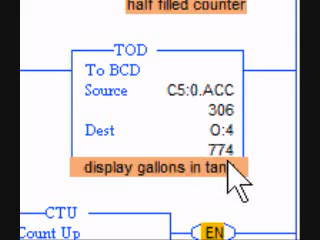 half filled counter
TOD
To BCD
Source C5:0.ACC
306
Dest O:4
774
display gallons in
CTU
Count Up
EN